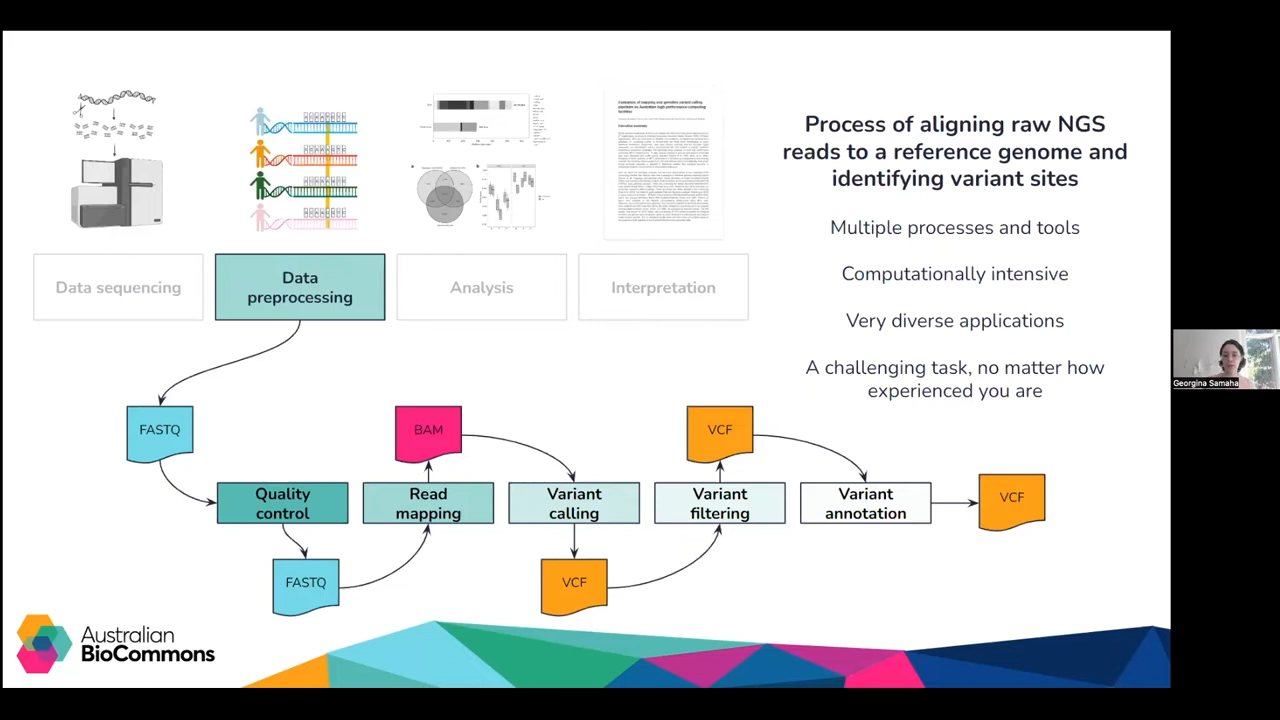 Process of aligning raw NGS
reads to reference genome and
identifying variant sites
Multiple processes and tools
Computationally intensive
Very diverse applications
A challenging task, no matter how
experienced you are
Data sequencing
Data
preprocessing
Analysis
Interpretation
FASTQ
BAM
VCF
Quality
control
Read
mapping
Variant
calling
Variant
filtering
Variant
annotation
VCF
FASTQ
VCF
Australian
BioCommons
Georgina Samaha